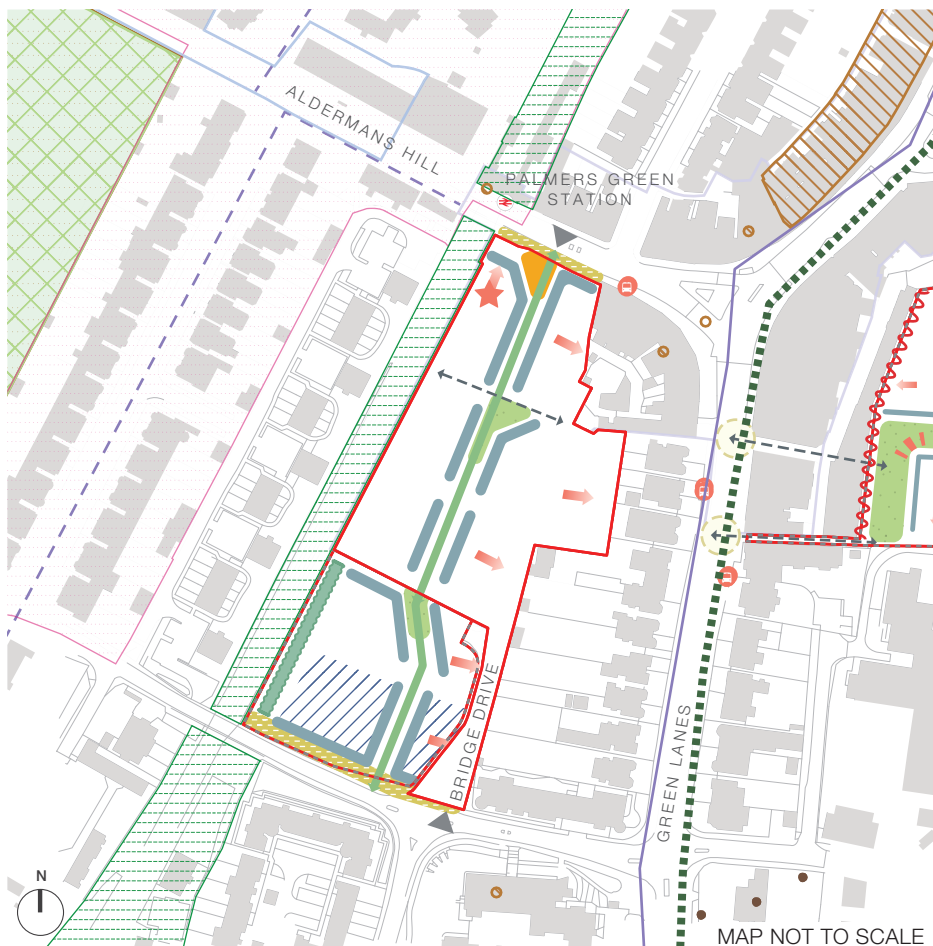 ALDERMANS HILL
PALMERS GREEN
STATION
BRIDGE DRIVE
GREEN LANES
N
MAP NOT TO SCALE